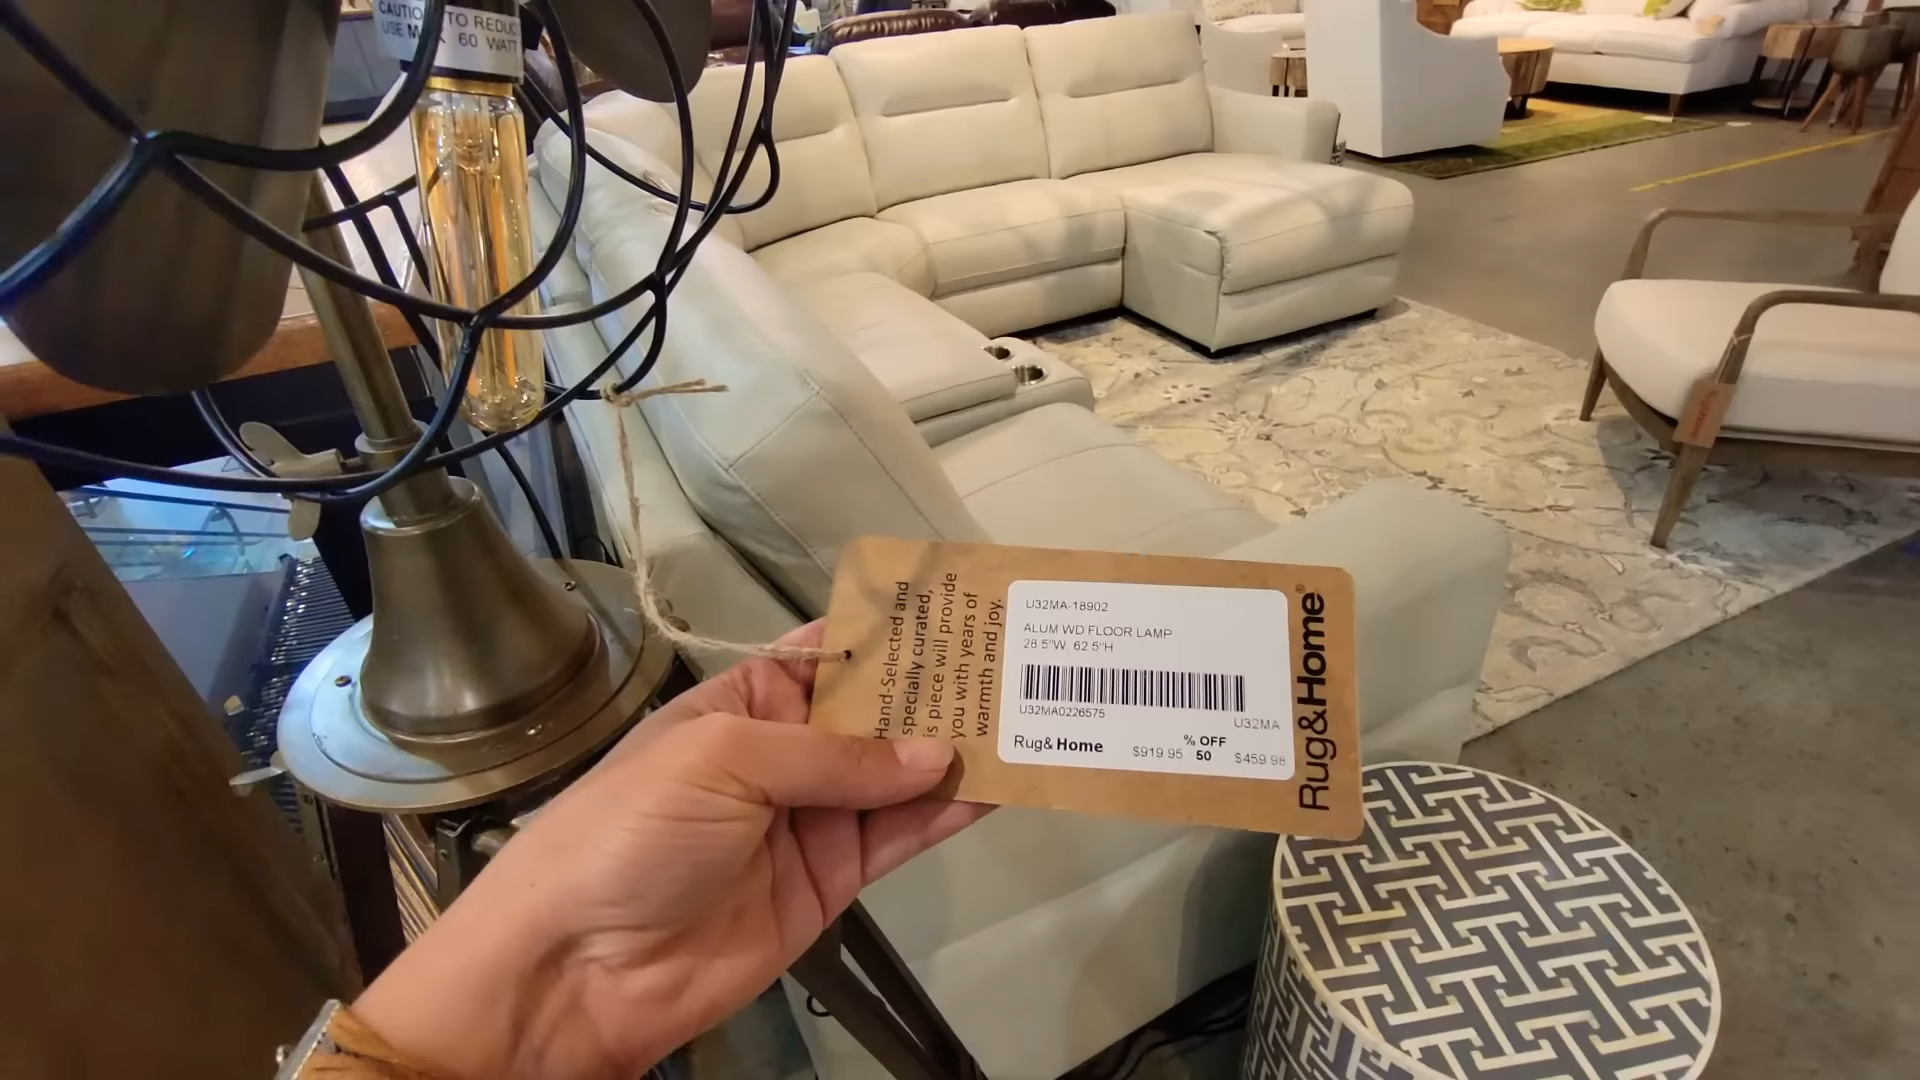 CAUTION TO REDUC
USE MAX 60 WATT
Hand-Selected and
specially curated,
is piece will provide
you with years of
warmth and joy.
U32MA-18902
ALUM WD FLOOR LAMP
28.5"W 62.5"H
U32MA0226575
U32MA
Rug&Home $919.95 % OFF 50 $459.98
Rug&Home®